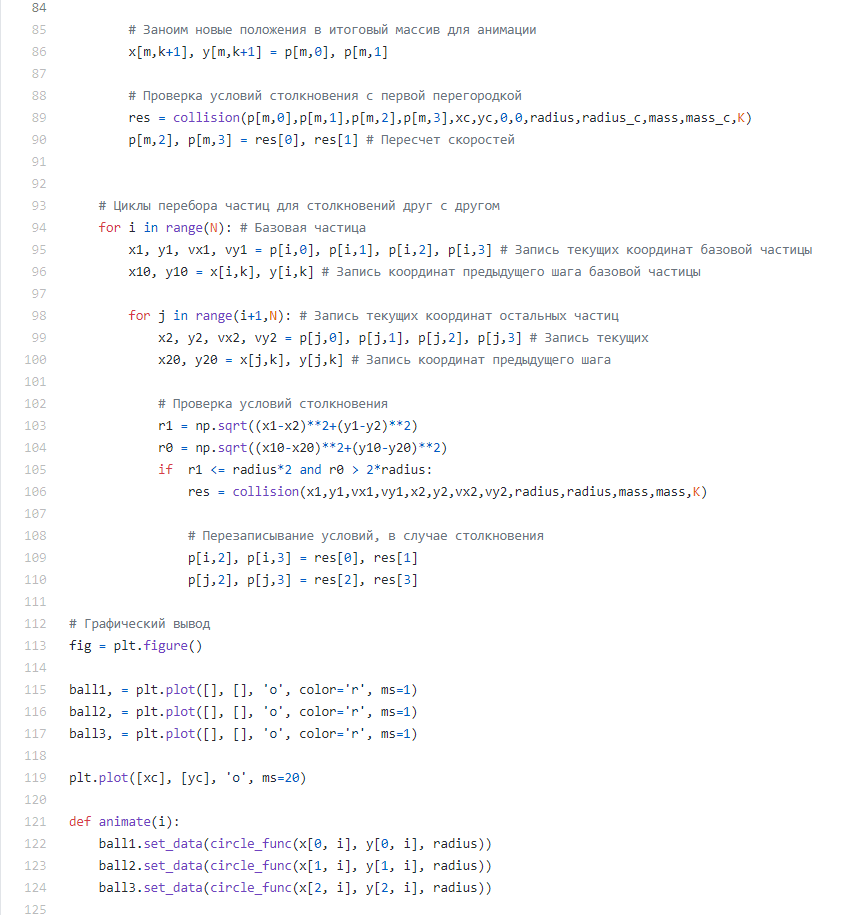 84
85         # Заноим новые положения в итоговый массив для анимации
86         x[m,k+1], y[m,k+1] = p[m,0], p[m,1]
87
88         # Проверка условий столкновения с первой перегородкой
89         res = collision(p[m,0],p[m,1],p[m,2],p[m,3],xc,yc,0,0,radius,radius_c,mass,mass_c,K)
90         p[m,2], p[m,3] = res[0], res[1] # Пересчет скоростей
91
92
93     # Циклы перебора частиц для столкновений друг с другом
94     for i in range(N): # Базовая частица
95         x1, y1, vx1, vy1 = p[i,0], p[i,1], p[i,2], p[i,3] # Запись текущих координат базовой частицы
96         x10, y10 = x[i,k], y[i,k] # Запись координат предыдущего шага базовой частицы
97
98         for j in range(i+1,N): # Запись текущих координат остальных частиц
99             x2, y2, vx2, vy2 = p[j,0], p[j,1], p[j,2], p[j,3] # Запись текущих
100             x20, y20 = x[j,k], y[j,k] # Запись координат предыдущего шага
101
102             # Проверка условий столкновения
103             r1 = np.sqrt((x1-x2)**2+(y1-y2)**2)
104             r0 = np.sqrt((x10-x20)**2+(y10-y20)**2)
105             if  r1 <= radius*2 and r0 > 2*radius:
106                 res = collision(x1,y1,vx1,vy1,x2,y2,vx2,vy2,radius,radius,mass,mass,K)
107
108                 # Перезаписывание условий, в случае столкновения
109                 p[i,2], p[i,3] = res[0], res[1]
110                 p[j,2], p[j,3] = res[2], res[3]
111
112 # Графический вывод
113 fig = plt.figure()
114
115 ball1, = plt.plot([], [], 'o', color='r', ms=1)
116 ball2, = plt.plot([], [], 'o', color='r', ms=1)
117 ball3, = plt.plot([], [], 'o', color='r', ms=1)
118
119 plt.plot([xc], [yc], 'o', ms=20)
120
121 def animate(i):
122     ball1.set_data(circle_func(x[0, i], y[0, i], radius))
123     ball2.set_data(circle_func(x[1, i], y[1, i], radius))
124     ball3.set_data(circle_func(x[2, i], y[2, i], radius))
125